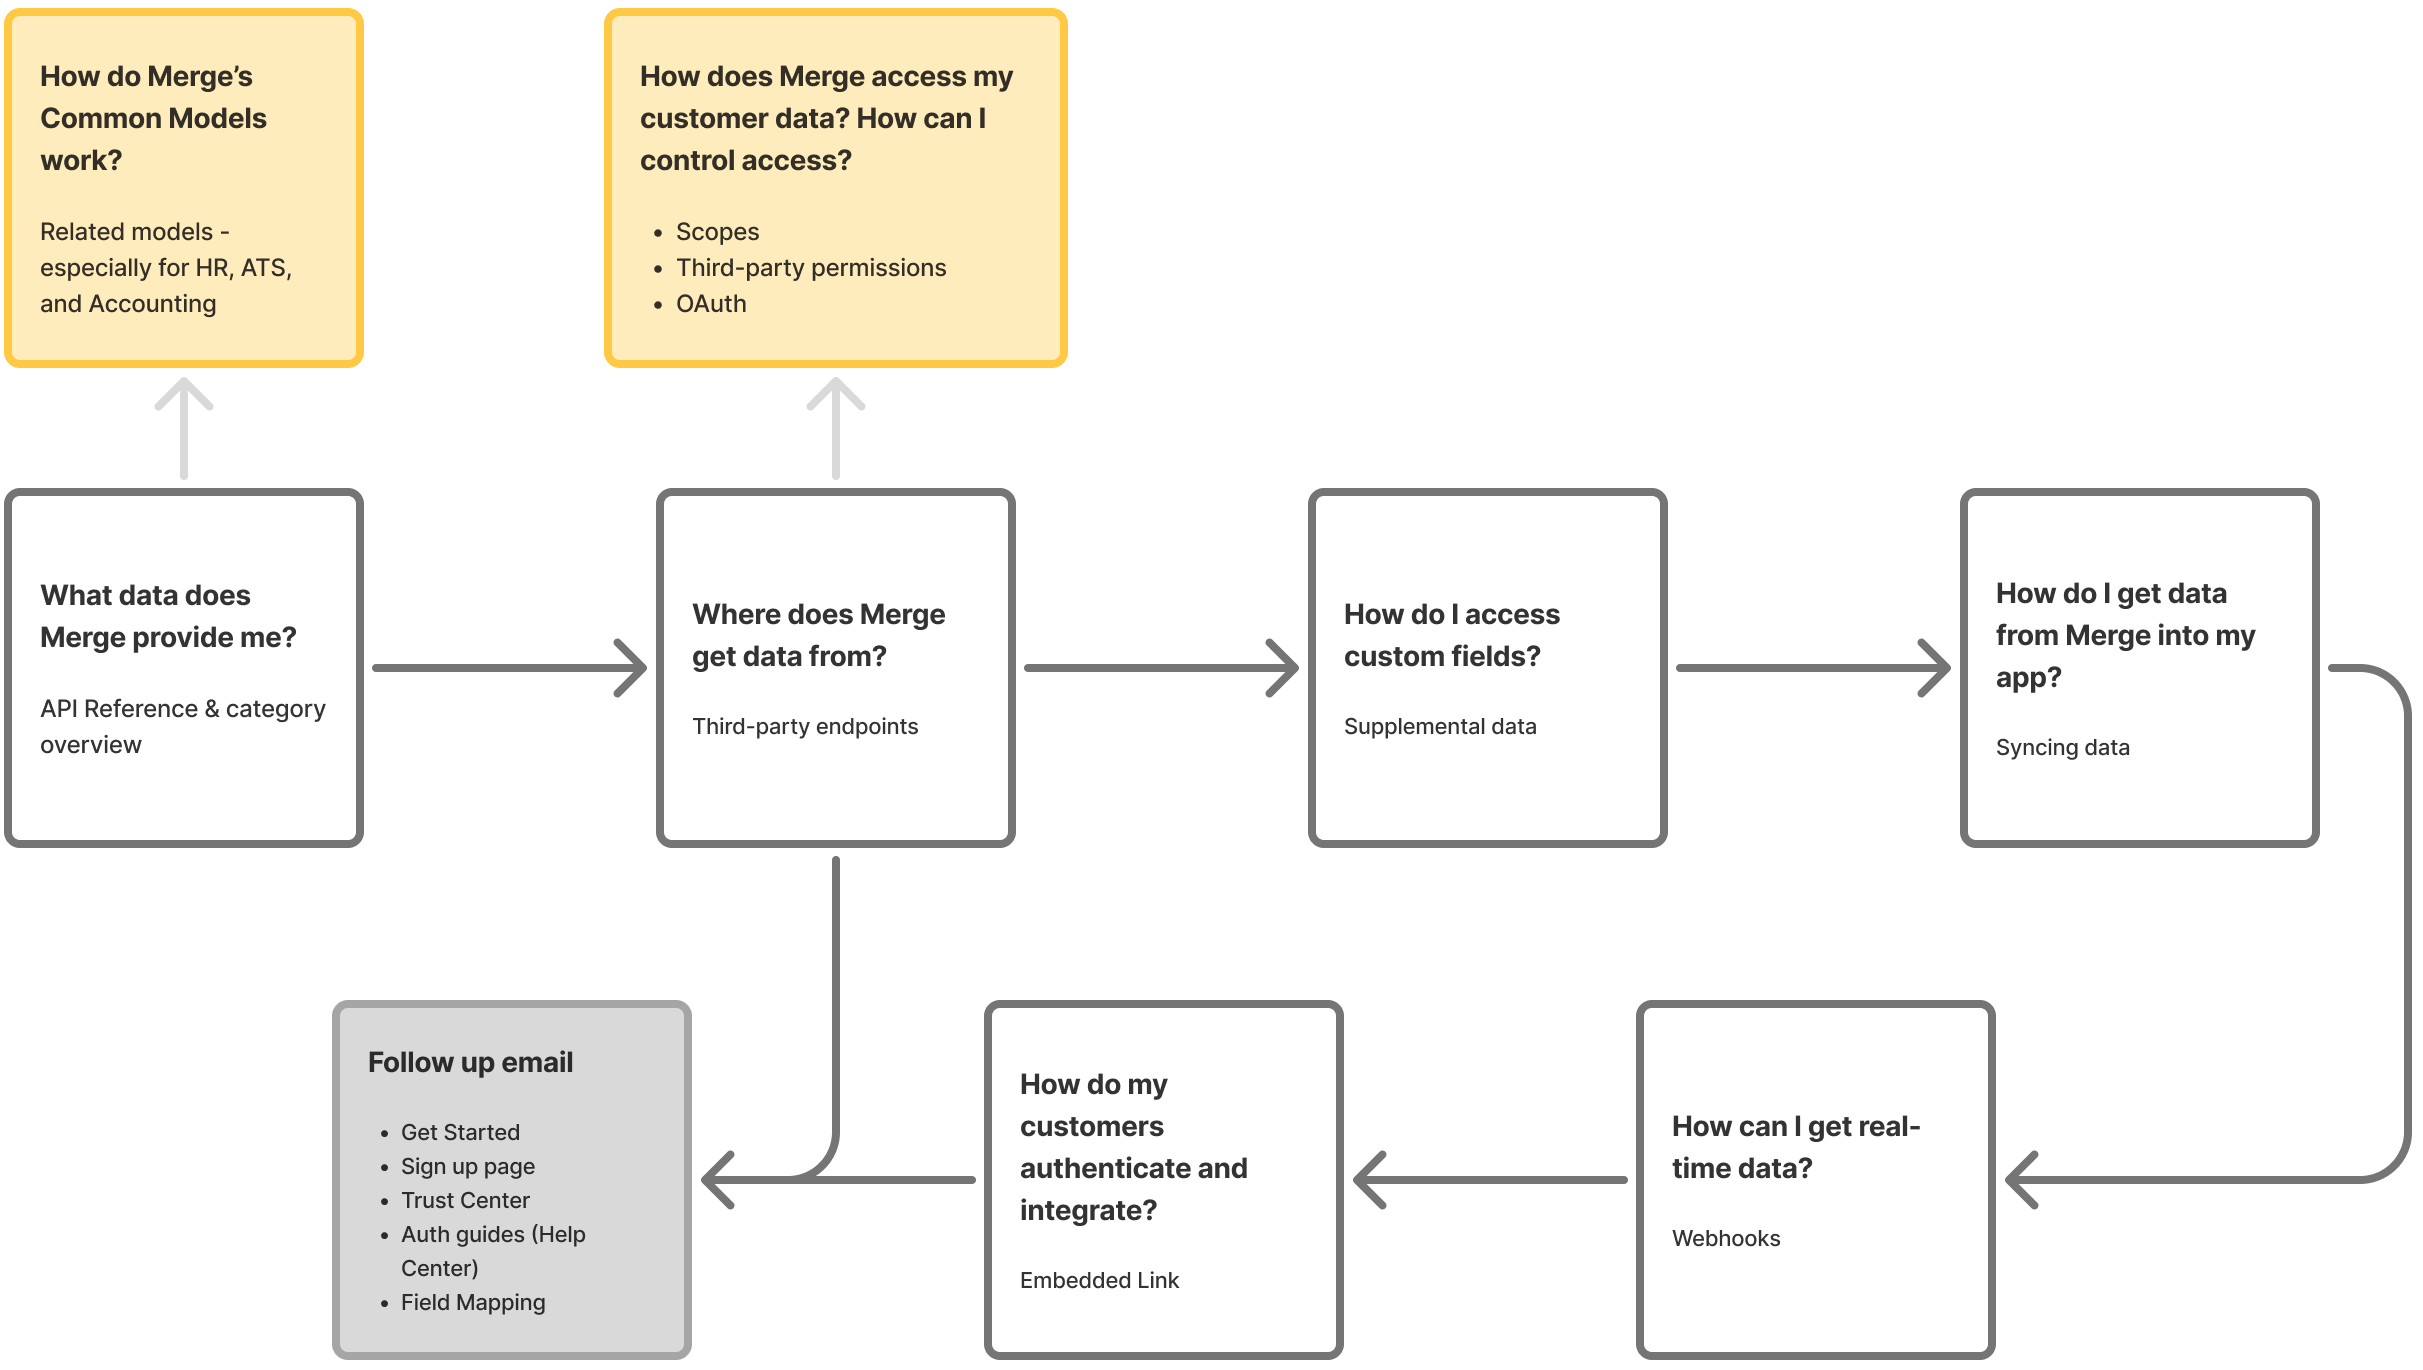 How do Merge’s
Common Models
work?
Related models -
especially for HR, ATS,
and Accounting
How does Merge access my
customer data? How can I
control access?
• Scopes
• Third-party permissions
• OAuth
What data does
Merge provide me?
API Reference & category
overview
Where does Merge
get data from?
Third-party endpoints
How do I access
custom fields?
Supplemental data
How do I get data
from Merge into my
app?
Syncing data
Follow up email
• Get Started
• Sign up page
• Trust Center
• Auth guides (Help
Center)
• Field Mapping
How do my
customers
authenticate and
integrate?
Embedded Link
How can I get real-
time data?
Webhooks